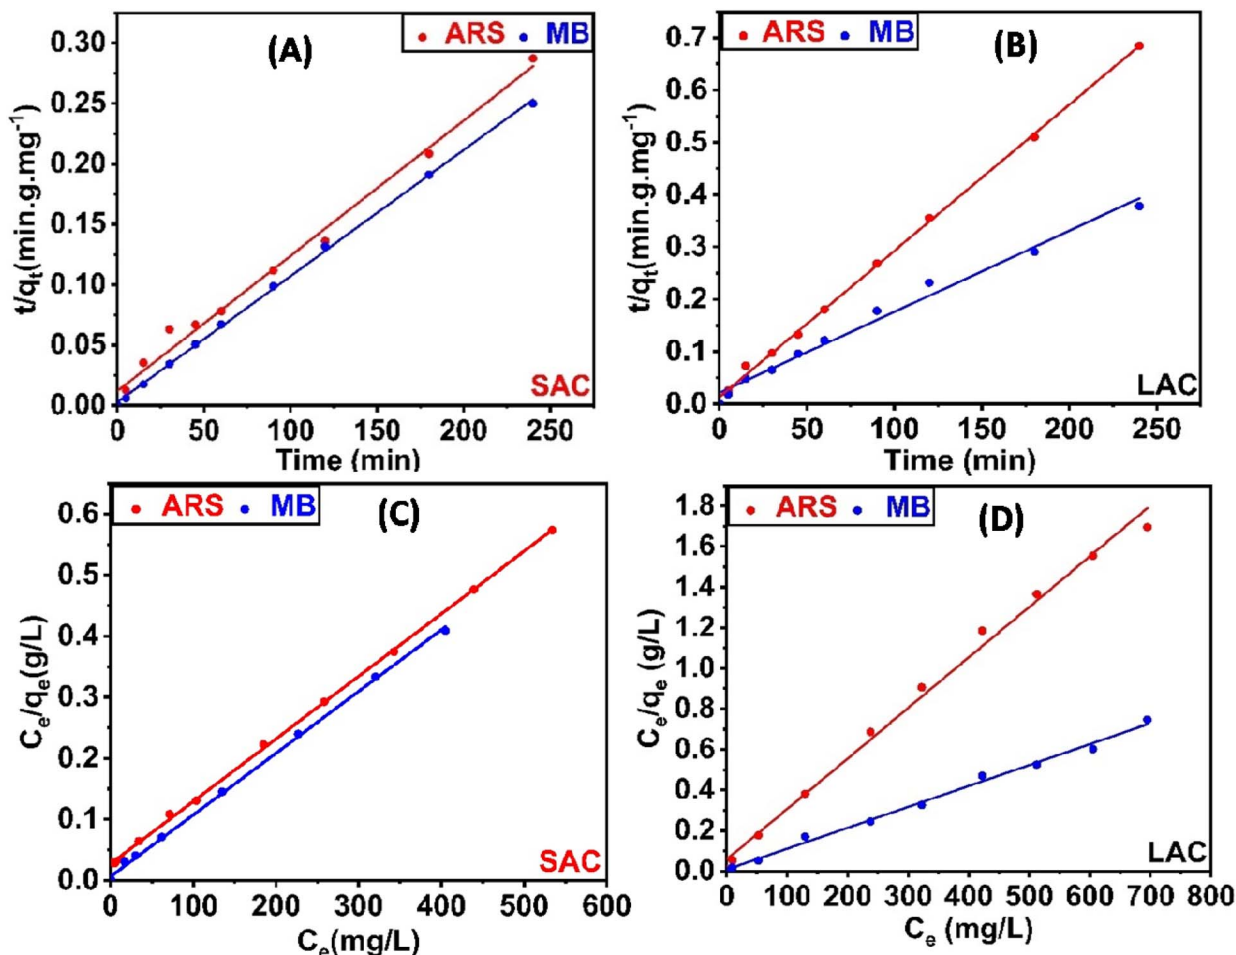 ARS MB
(A)
0.30
0.25
0.20
0.15
0.10
0.05
0.00
t/qt(min.g.mg-1)
SAC
0 50 100 150 200 250
Time (min)
ARS MB
(B)
0.7
0.6
0.5
0.4
0.3
0.2
0.1
0.0
t/qt(min.g.mg-1)
LAC
0 50 100 150 200 250
Time (min)
ARS MB
(C)
0.6
0.5
0.4
0.3
0.2
0.1
0.0
Ce/qe(g/L)
SAC
0 100 200 300 400 500 600
Ce(mg/L)
ARS MB
(D)
1.8
1.6
1.4
1.2
1.0
0.8
0.6
0.4
0.2
0.0
Ce/qe (g/L)
LAC
0 100 200 300 400 500 600 700 800
Ce (mg/L)